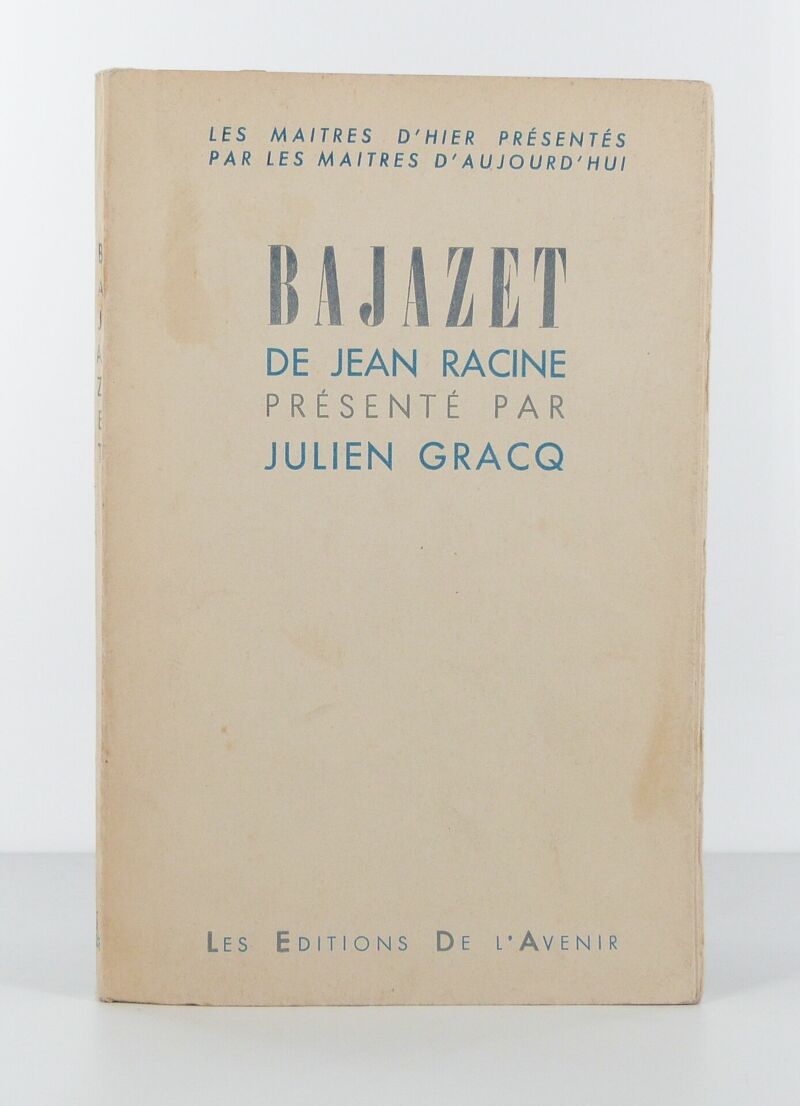 LES MAITRES D'HIER PRÉSENTÉS
PAR LES MAITRES D'AUJOURD'HUI
BAJAZET
DE JEAN RACINE
PRÉSENTÉ PAR
JULIEN GRACQ
LES EDITIONS DE L'AVENIR
BAJAZET